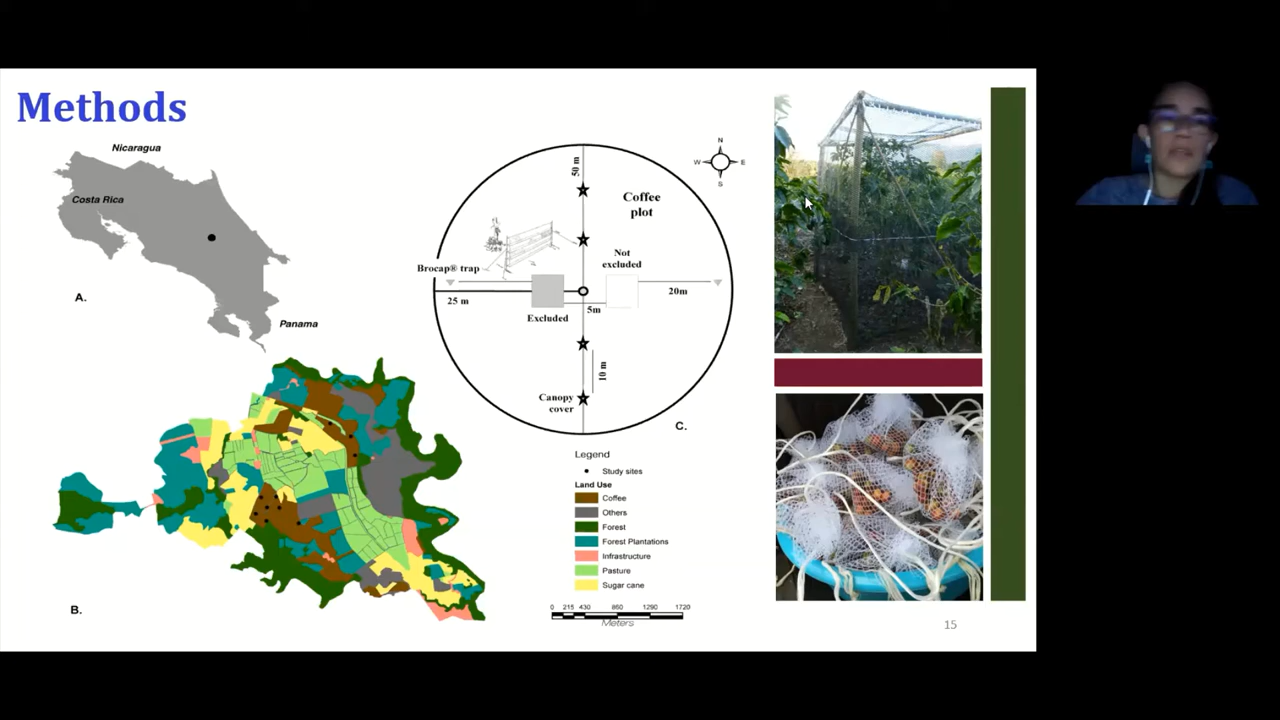 Methods
Nicaragua
Costa Rica
Panama
A.
N
W
E
S
50 m
Coffee
plot
Not
excluded
Brocap® trap
25 m
Excluded
5m
20m
10 m
Canopy
cover
C.
B.
Legend
Study sites
Land Use
Coffee
Others
Forest
Forest Plantations
Infrastructure
Pasture
Sugar cane
0 215 430 860 1290 1720
Meters
15